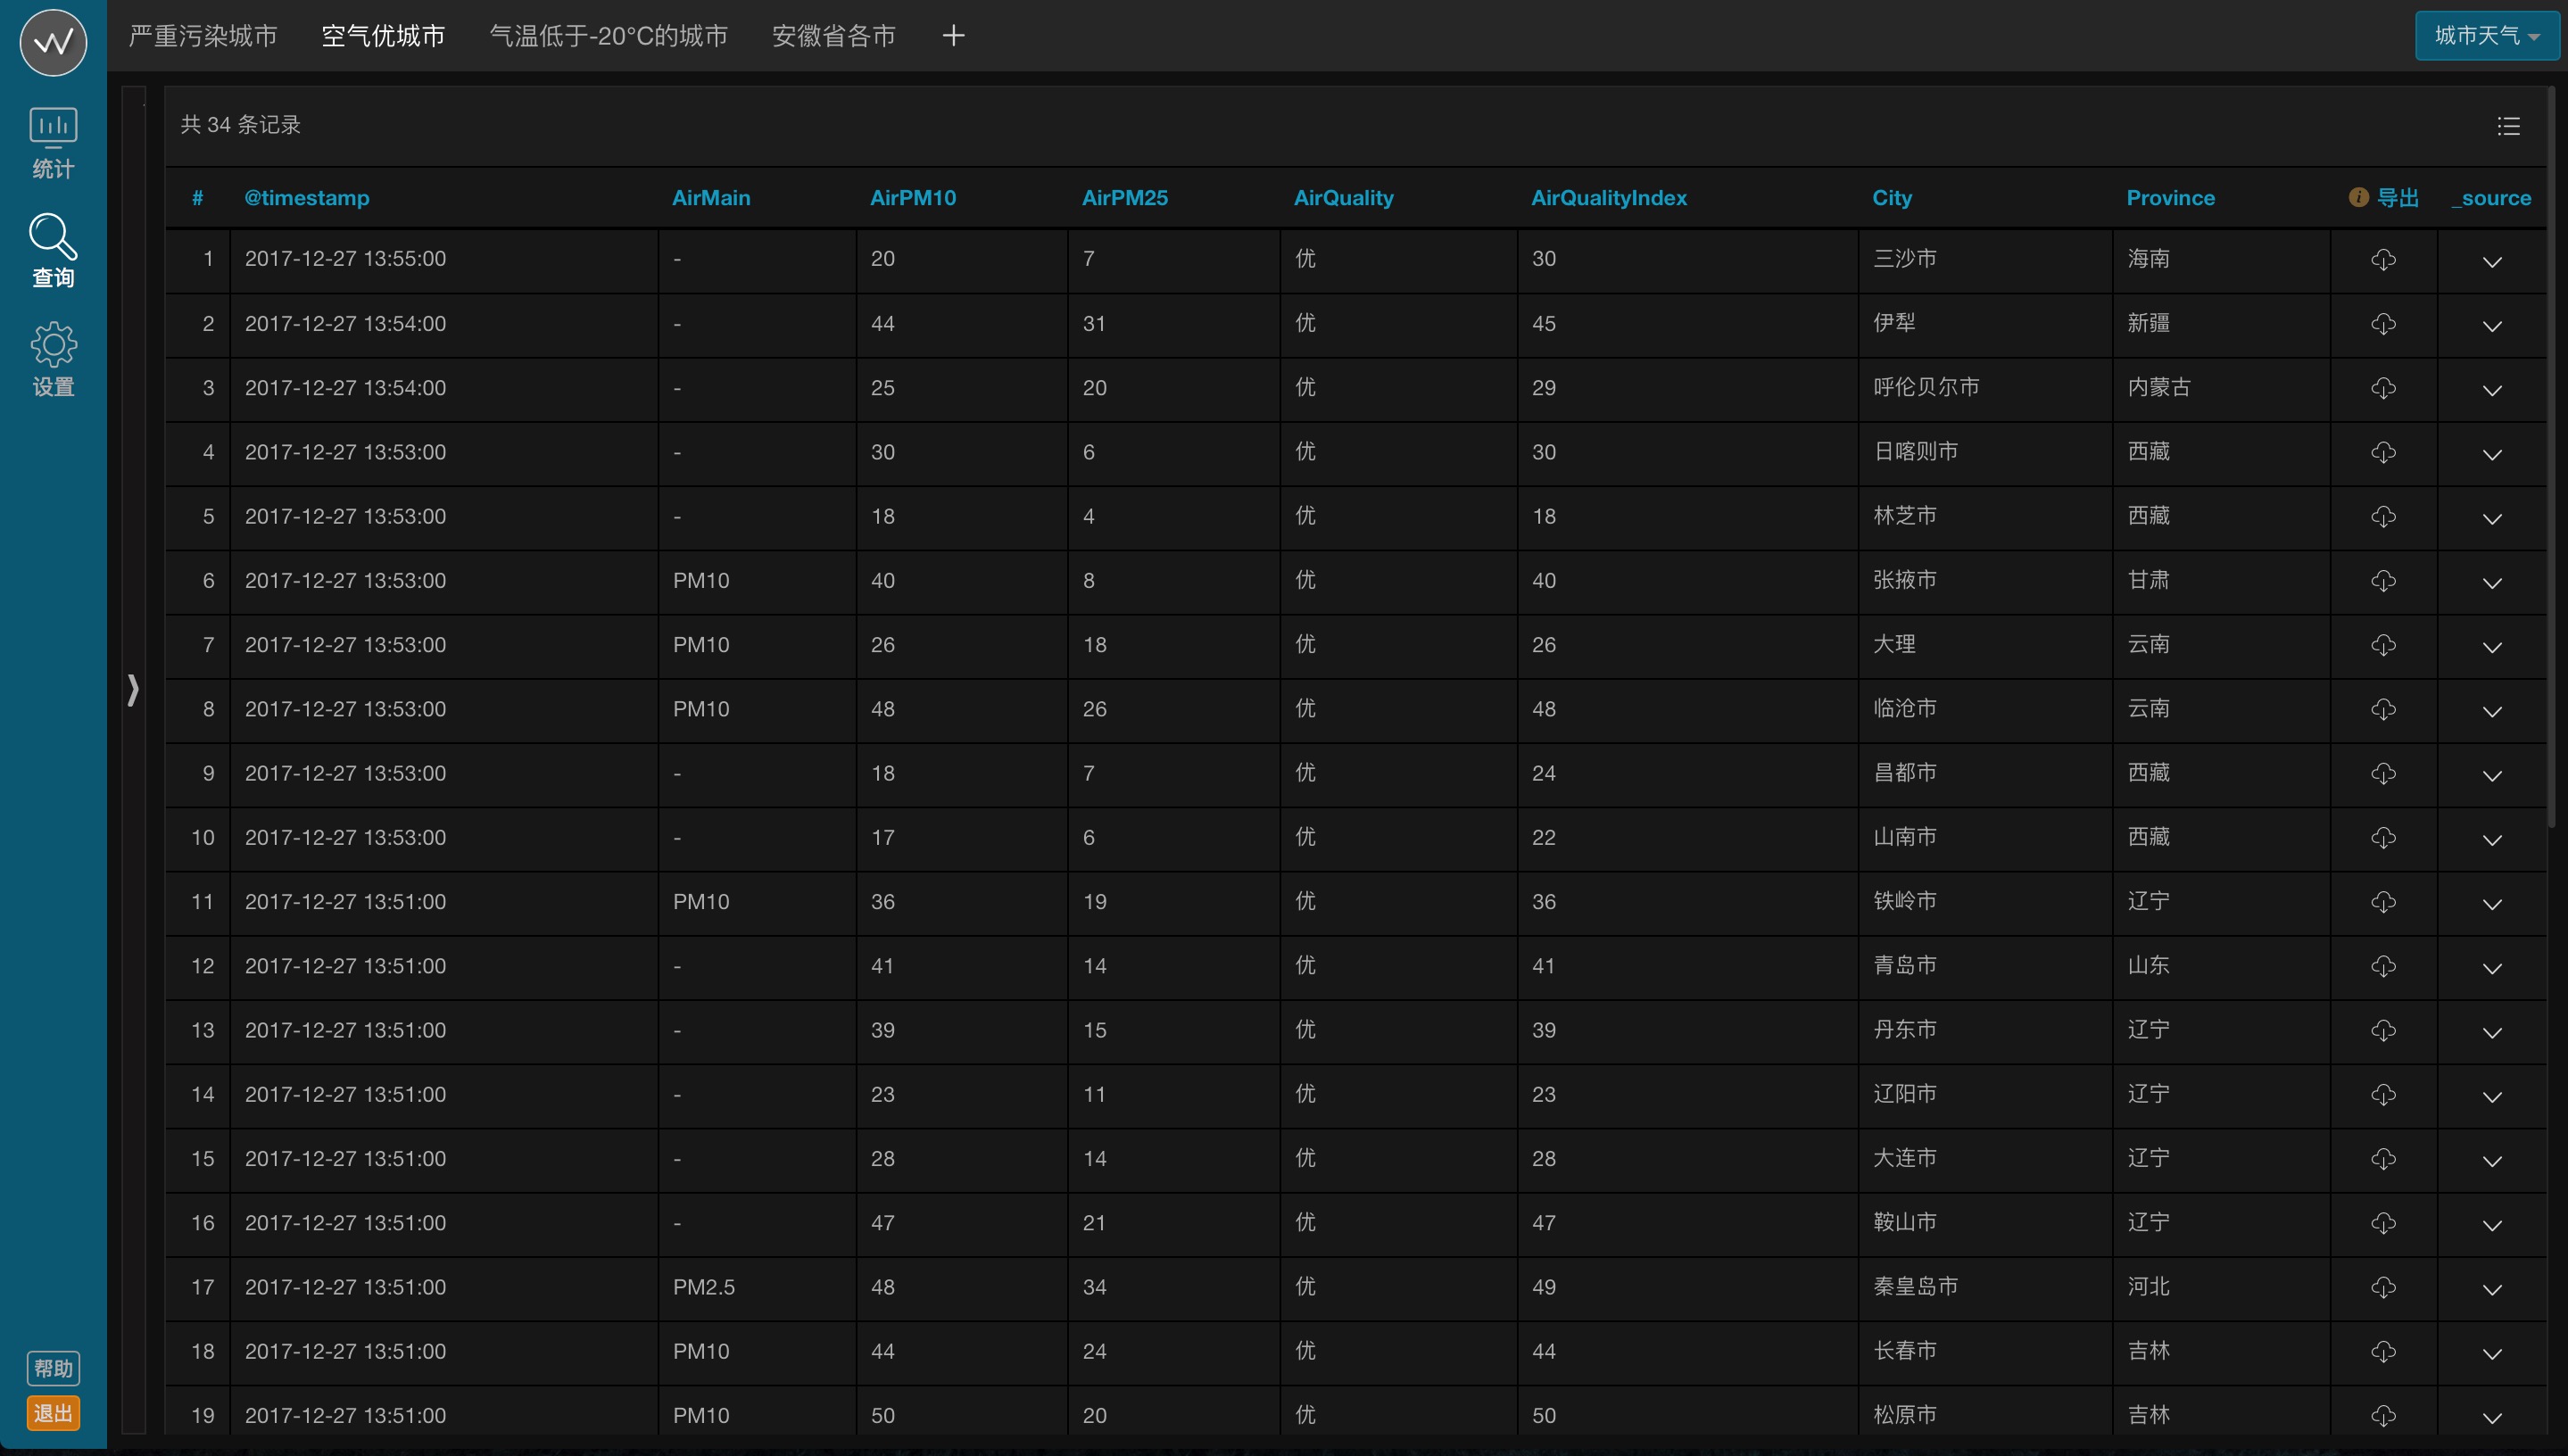 严重污染城市 空气优城市 气温低于-20°C的城市 安徽省各市 + 城市天气
统计
查询
设置
帮助
退出
共 34 条记录
# @timestamp AirMain AirPM10 AirPM25 AirQuality AirQualityIndex City Province 导出 _source
1 2017-12-27 13:55:00 - 20 7 优 30 三沙市 海南
2 2017-12-27 13:54:00 - 44 31 优 45 伊犁 新疆
3 2017-12-27 13:54:00 - 25 20 优 29 呼伦贝尔市 内蒙古
4 2017-12-27 13:53:00 - 30 6 优 30 日喀则市 西藏
5 2017-12-27 13:53:00 - 18 4 优 18 林芝市 西藏
6 2017-12-27 13:53:00 PM10 40 8 优 40 张掖市 甘肃
7 2017-12-27 13:53:00 PM10 26 18 优 26 大理 云南
8 2017-12-27 13:53:00 PM10 48 26 优 48 临沧市 云南
9 2017-12-27 13:53:00 - 18 7 优 24 昌都市 西藏
10 2017-12-27 13:53:00 - 17 6 优 22 山南市 西藏
11 2017-12-27 13:51:00 PM10 36 19 优 36 铁岭市 辽宁
12 2017-12-27 13:51:00 - 41 14 优 41 青岛市 山东
13 2017-12-27 13:51:00 - 39 15 优 39 丹东市 辽宁
14 2017-12-27 13:51:00 - 23 11 优 23 辽阳市 辽宁
15 2017-12-27 13:51:00 - 28 14 优 28 大连市 辽宁
16 2017-12-27 13:51:00 - 47 21 优 47 鞍山市 辽宁
17 2017-12-27 13:51:00 PM2.5 48 34 优 49 秦皇岛市 河北
18 2017-12-27 13:51:00 PM10 44 24 优 44 长春市 吉林
19 2017-12-27 13:51:00 PM10 50 20 优 50 松原市 吉林